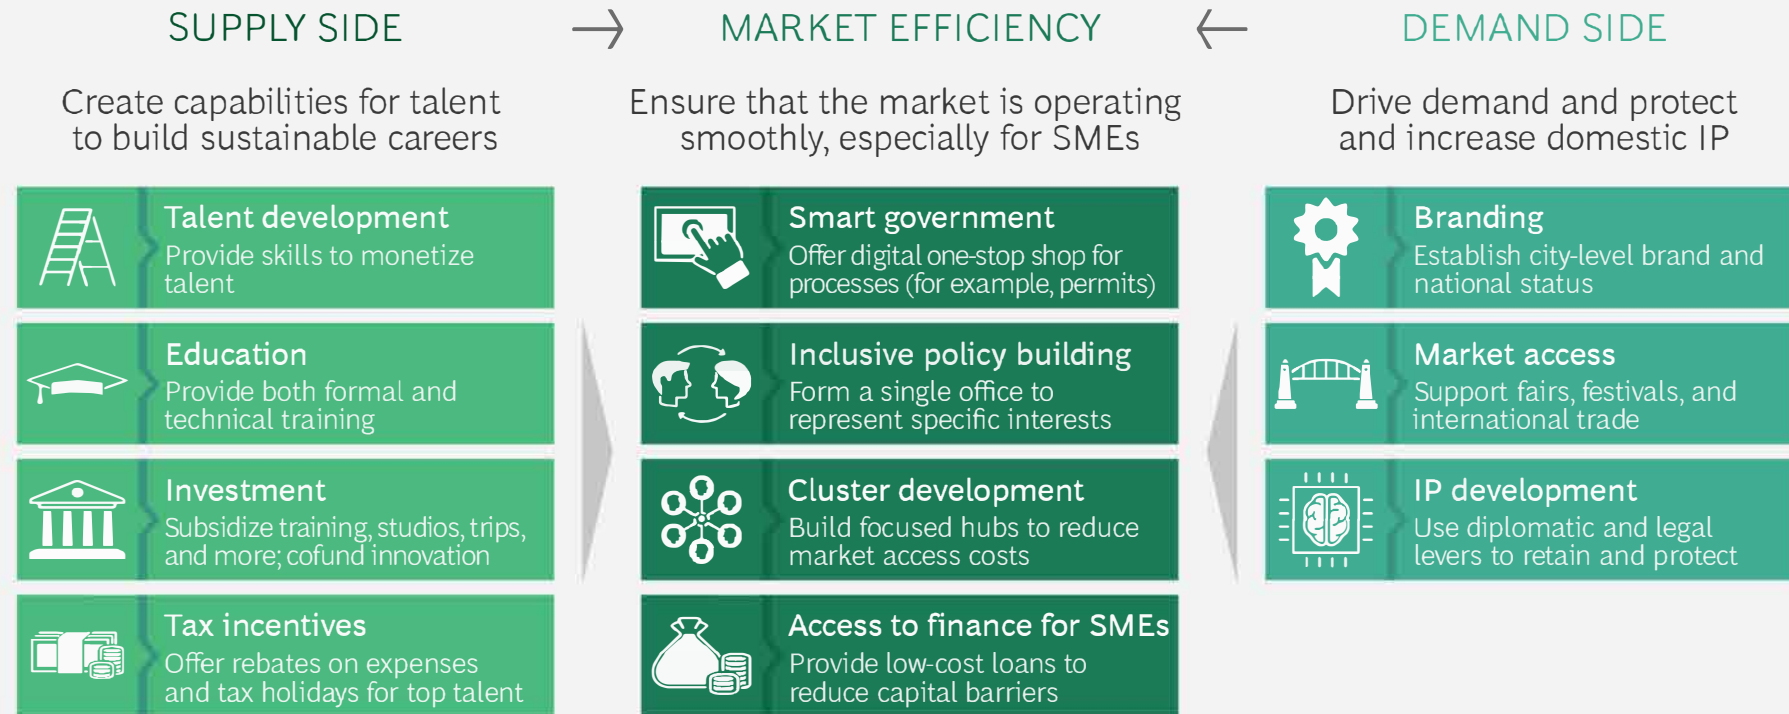 SUPPLY SIDE
Create capabilities for talent
to build sustainable careers
Talent development
Provide skills to monetize
talent
Education
Provide both formal and
technical training
Investment
Subsidize training, studios, trips,
and more; cofund innovation
Tax incentives
Offer rebates on expenses
and tax holidays for top talent
MARKET EFFICIENCY
Ensure that the market is operating
smoothly, especially for SMEs
Smart government
Offer digital one-stop shop for
processes (for example, permits)
Inclusive policy building
Form a single office to
represent specific interests
Cluster development
Build focused hubs to reduce
market access costs
Access to finance for SMEs
Provide low-cost loans to
reduce capital barriers
DEMAND SIDE
Drive demand and protect
and increase domestic IP
Branding
Establish city-level brand and
national status
Market access
Support fairs, festivals, and
international trade
IP development
Use diplomatic and legal
levers to retain and protect